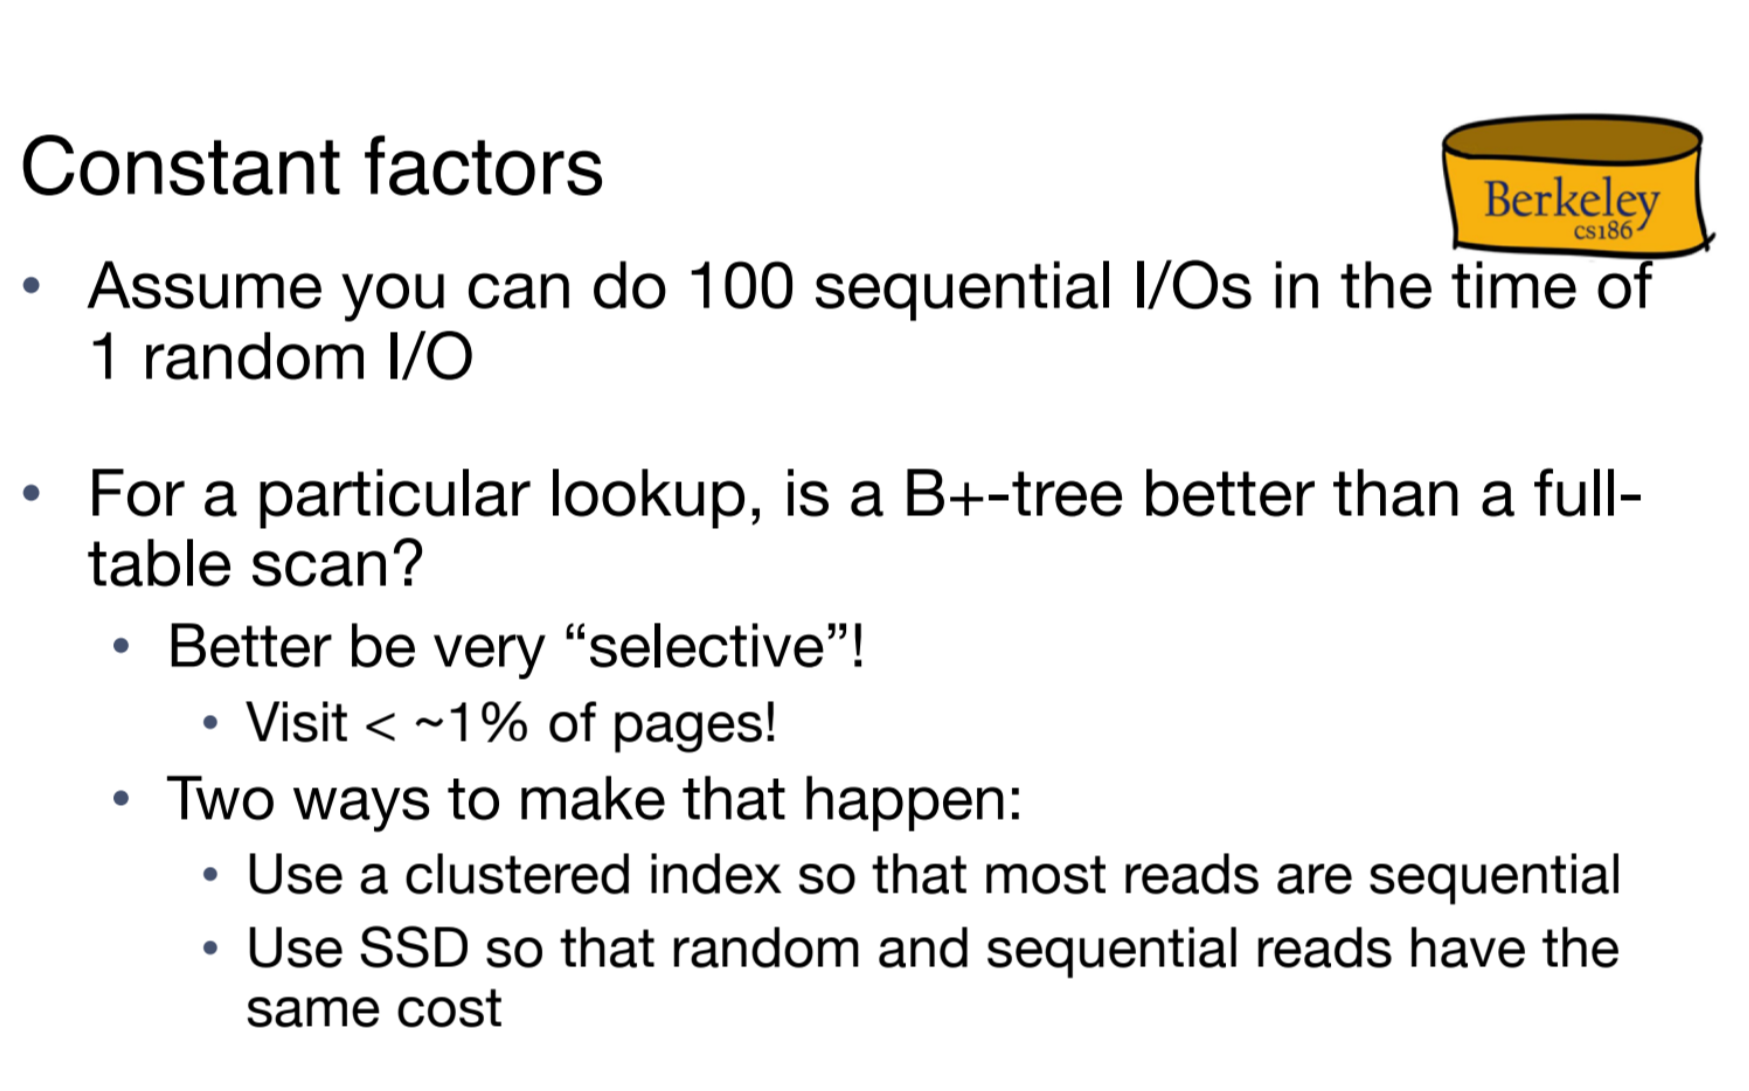 Constant factors
Berkeley
cs186
• Assume you can do 100 sequential I/Os in the time of
1 random I/O
• For a particular lookup, is a B+-tree better than a full-
table scan?
• Better be very “selective”!
• Visit < ~1% of pages!
• Two ways to make that happen:
• Use a clustered index so that most reads are sequential
• Use SSD so that random and sequential reads have the
same cost